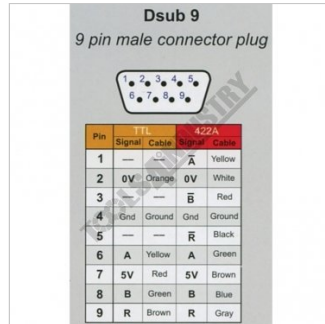 Dsub 9
9 pin male connector plug
1 2 3 4 5
6 7 8 9
Pin TTL 422A
Signal Cable Signal Cable
1 — — A̅ Yellow
2 0V Orange 0V White
3 — — B̅ Red
4 Gnd Ground Gnd Ground
5 — — R̅ Black
6 A Yellow A Green
7 5V Red 5V Brown
8 B Green B Blue
9 R Brown R Gray
TOOLS4INDUSTRY